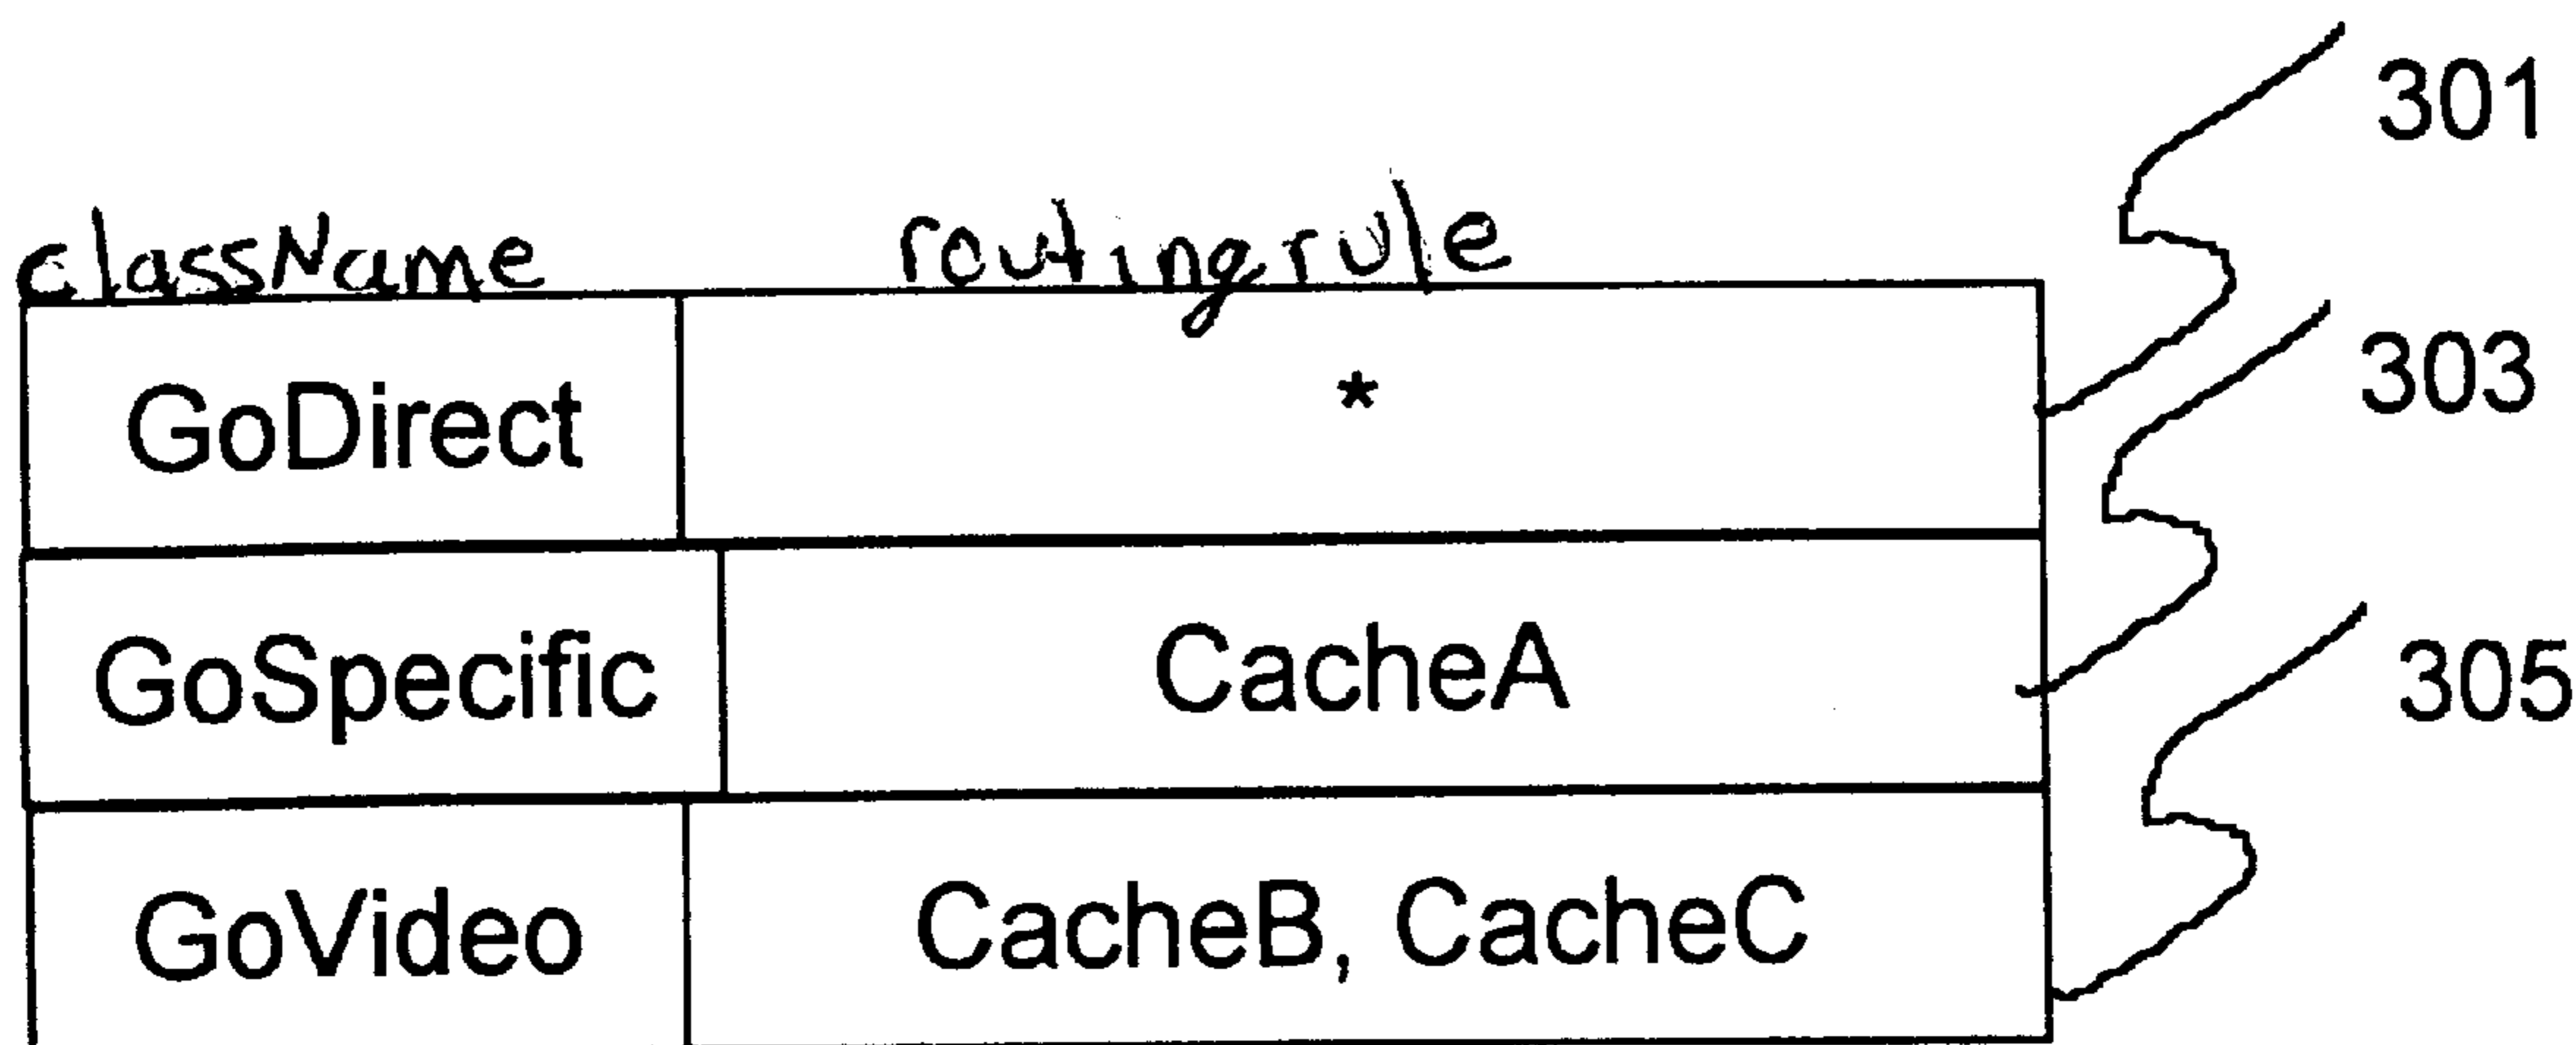 301
className routingrule
303
GoDirect *
305
GoSpecific CacheA
GoVideo CacheB, CacheC